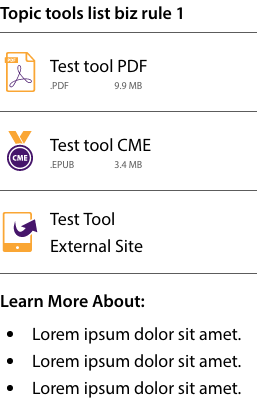 Topic tools list biz rule 1
PDF
Test tool PDF
.PDF 9.9 MB
CME
Test tool CME
.EPUB 3.4 MB
Test Tool
External Site
Learn More About:
• Lorem ipsum dolor sit amet.
• Lorem ipsum dolor sit amet.
• Lorem ipsum dolor sit amet.